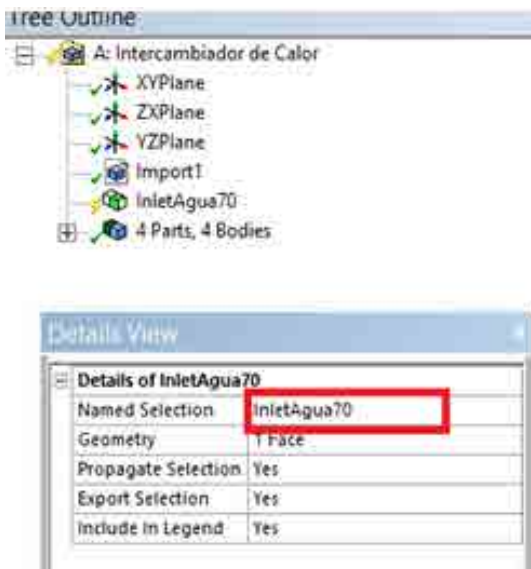 Tree Outline
A: Intercambiador de Calor
XYPlane
ZXPlane
YZPlane
Import1
InletAgua70
4 Parts, 4 Bodies
Details View
Details of InletAgua70
Named Selection InletAgua70
Geometry 1 Face
Propagate Selection Yes
Export Selection Yes
Include In Legend Yes